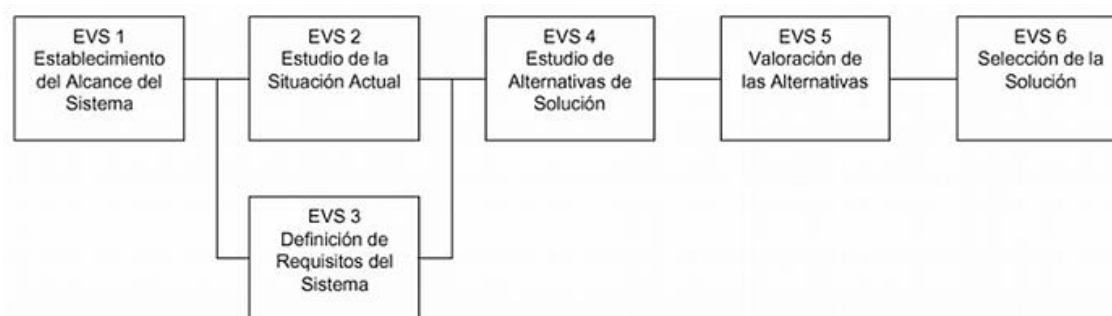 EVS 1
Establecimiento
del Alcance del
Sistema
EVS 2
Estudio de la
Situación Actual
EVS 4
Estudio de
Alternativas de
Solución
EVS 5
Valoración de
las Alternativas
EVS 6
Selección de la
Solución
EVS 3
Definición de
Requisitos del
Sistema